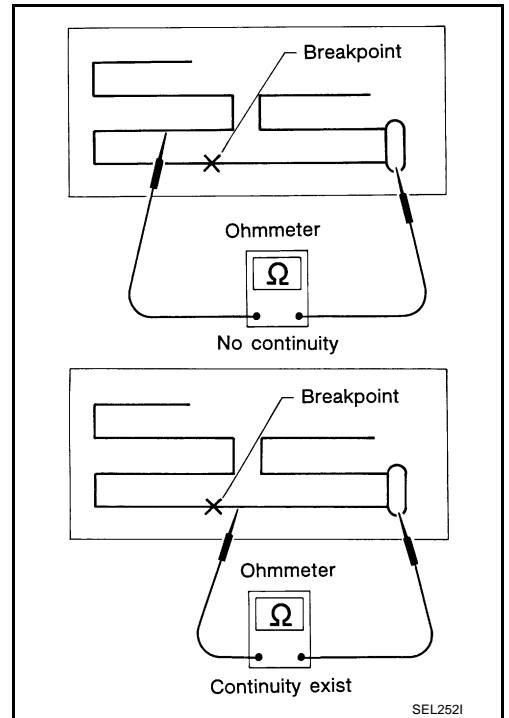 Breakpoint
Ohmmeter
Ω
No continuity
Breakpoint
Ohmmeter
Ω
Continuity exist
SEL252I